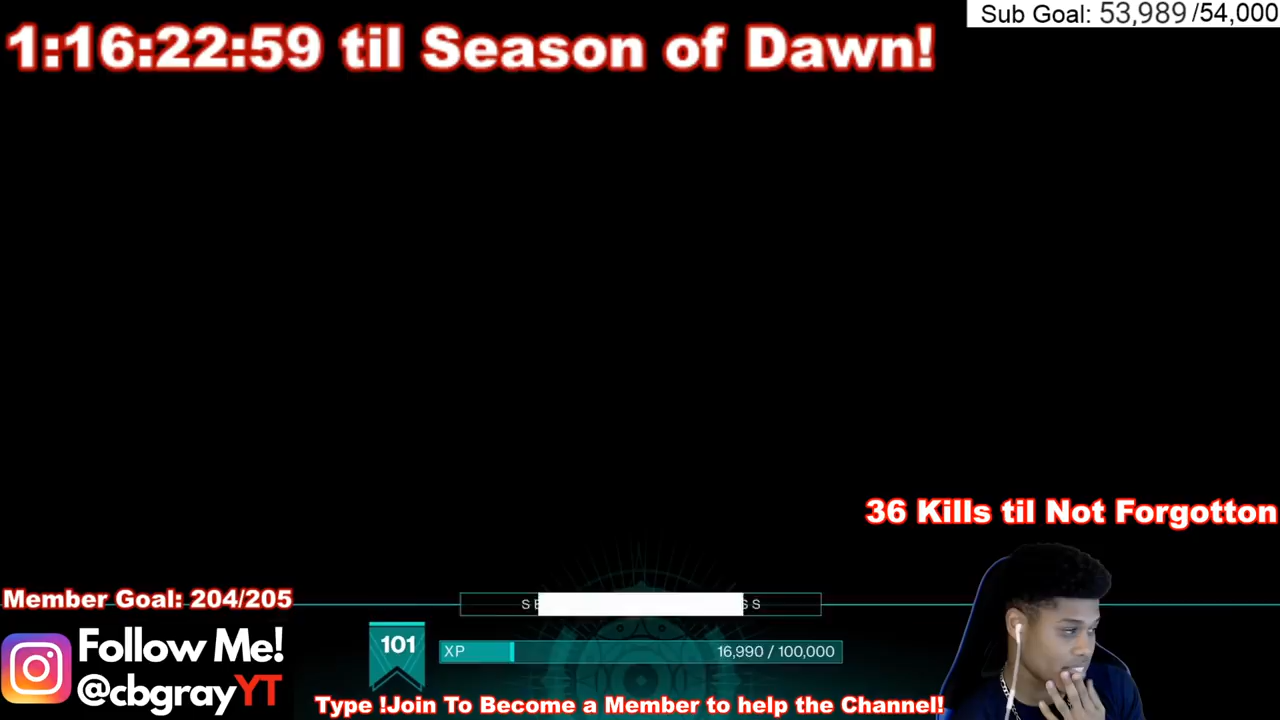 Sub Goal: 53,989/54,000
1:16:22:59 til Season of Dawn!
36 Kills til Not Forgotton
Member Goal: 204/205
Follow Me!
@cbgrayYT
101
XP
16,990 / 100,000
Type !Join To Become a Member to help the Channel!